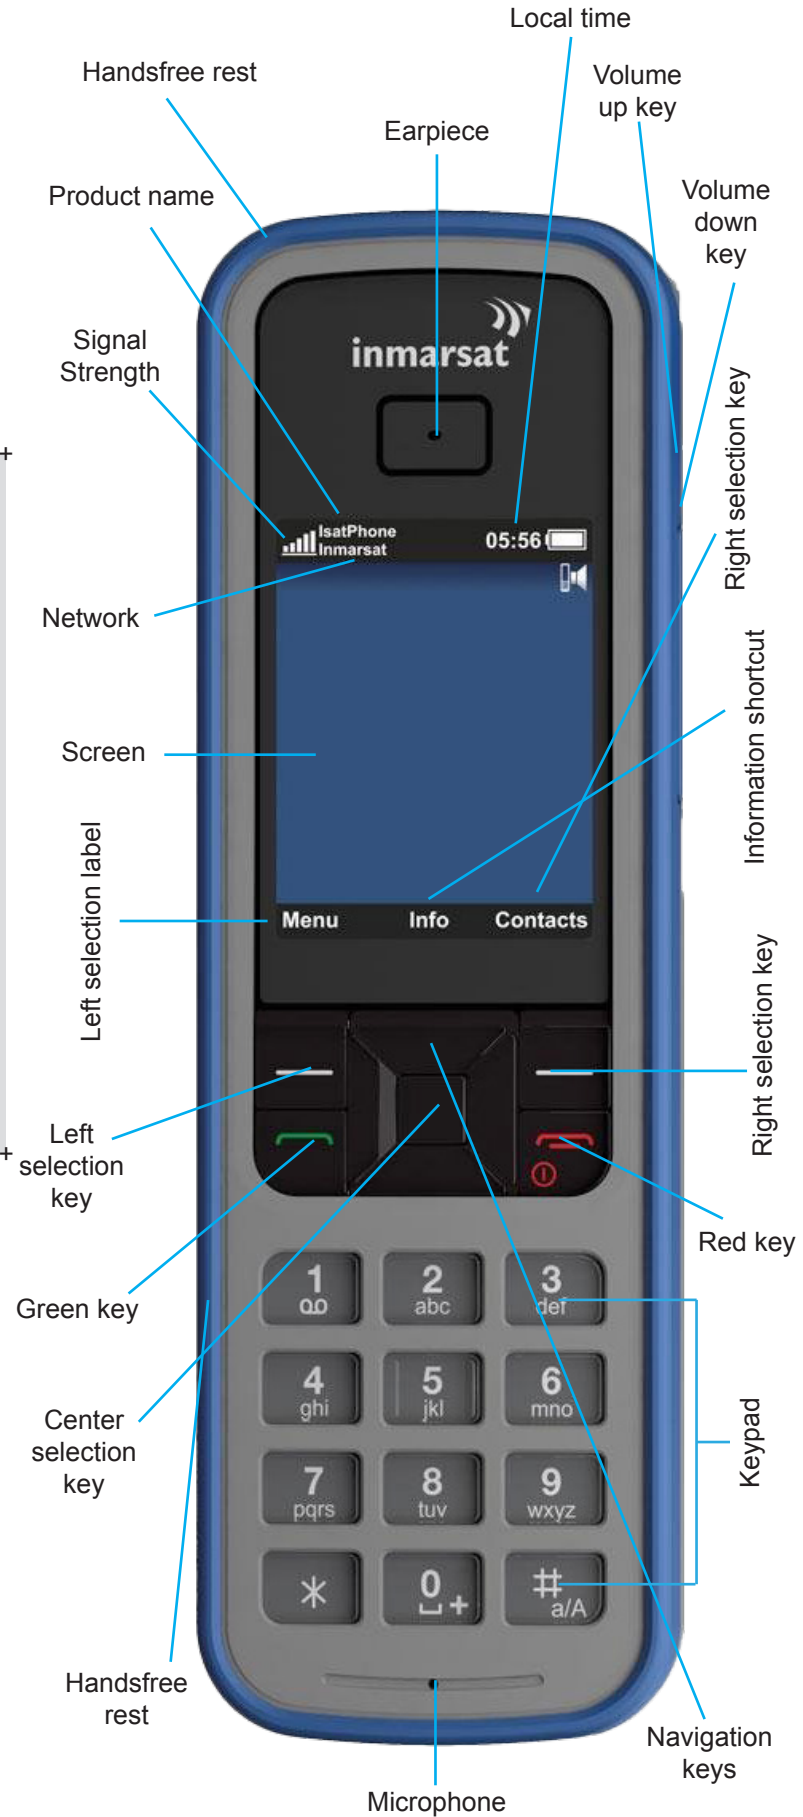 Local time
Handsfree rest
Volume
up key
Earpiece
Product name
Volume
down
key
inmarsat
Signal
Strength
Right selection key
IsatPhone
Inmarsat
05:56
Network
Information shortcut
Screen
Left selection label
Menu Info Contacts
Right selection key
Left
selection
key
Red key
Green key
1
2
abc
3
def
4
ghi
5
jkl
6
mno
Keypad
Center
selection
key
7
pqrs
8
tuv
9
wxyz
*
0
+
#
a/A
Handsfree
rest
Navigation
keys
Microphone
+
+